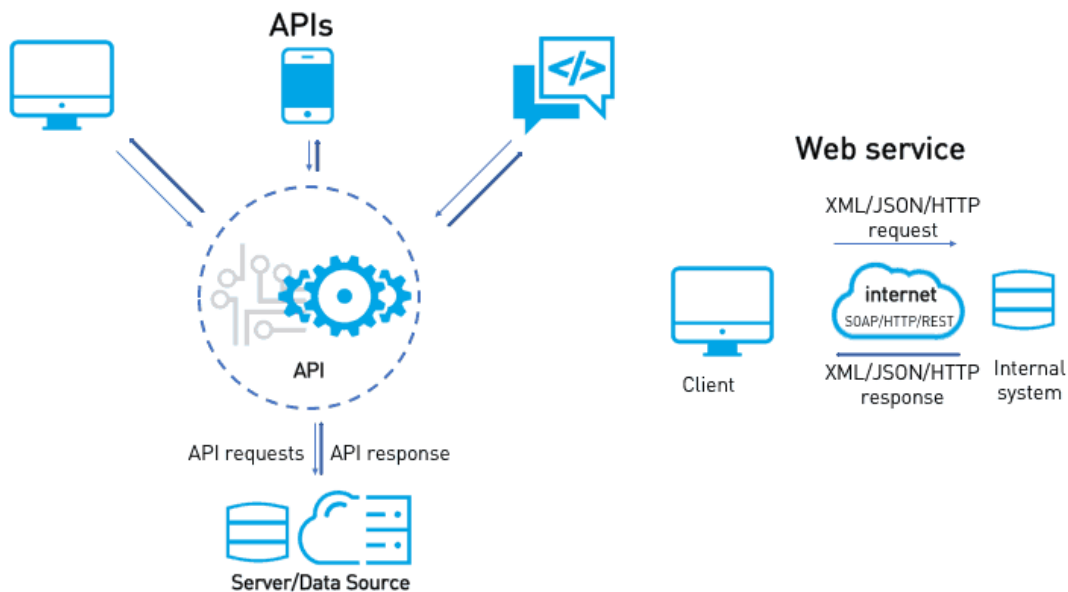 APIs
</>
API
API requests
API response
Server/Data Source
Web service
XML/JSON/HTTP
request
internet
SOAP/HTTP/REST
XML/JSON/HTTP
response
Client
Internal
system